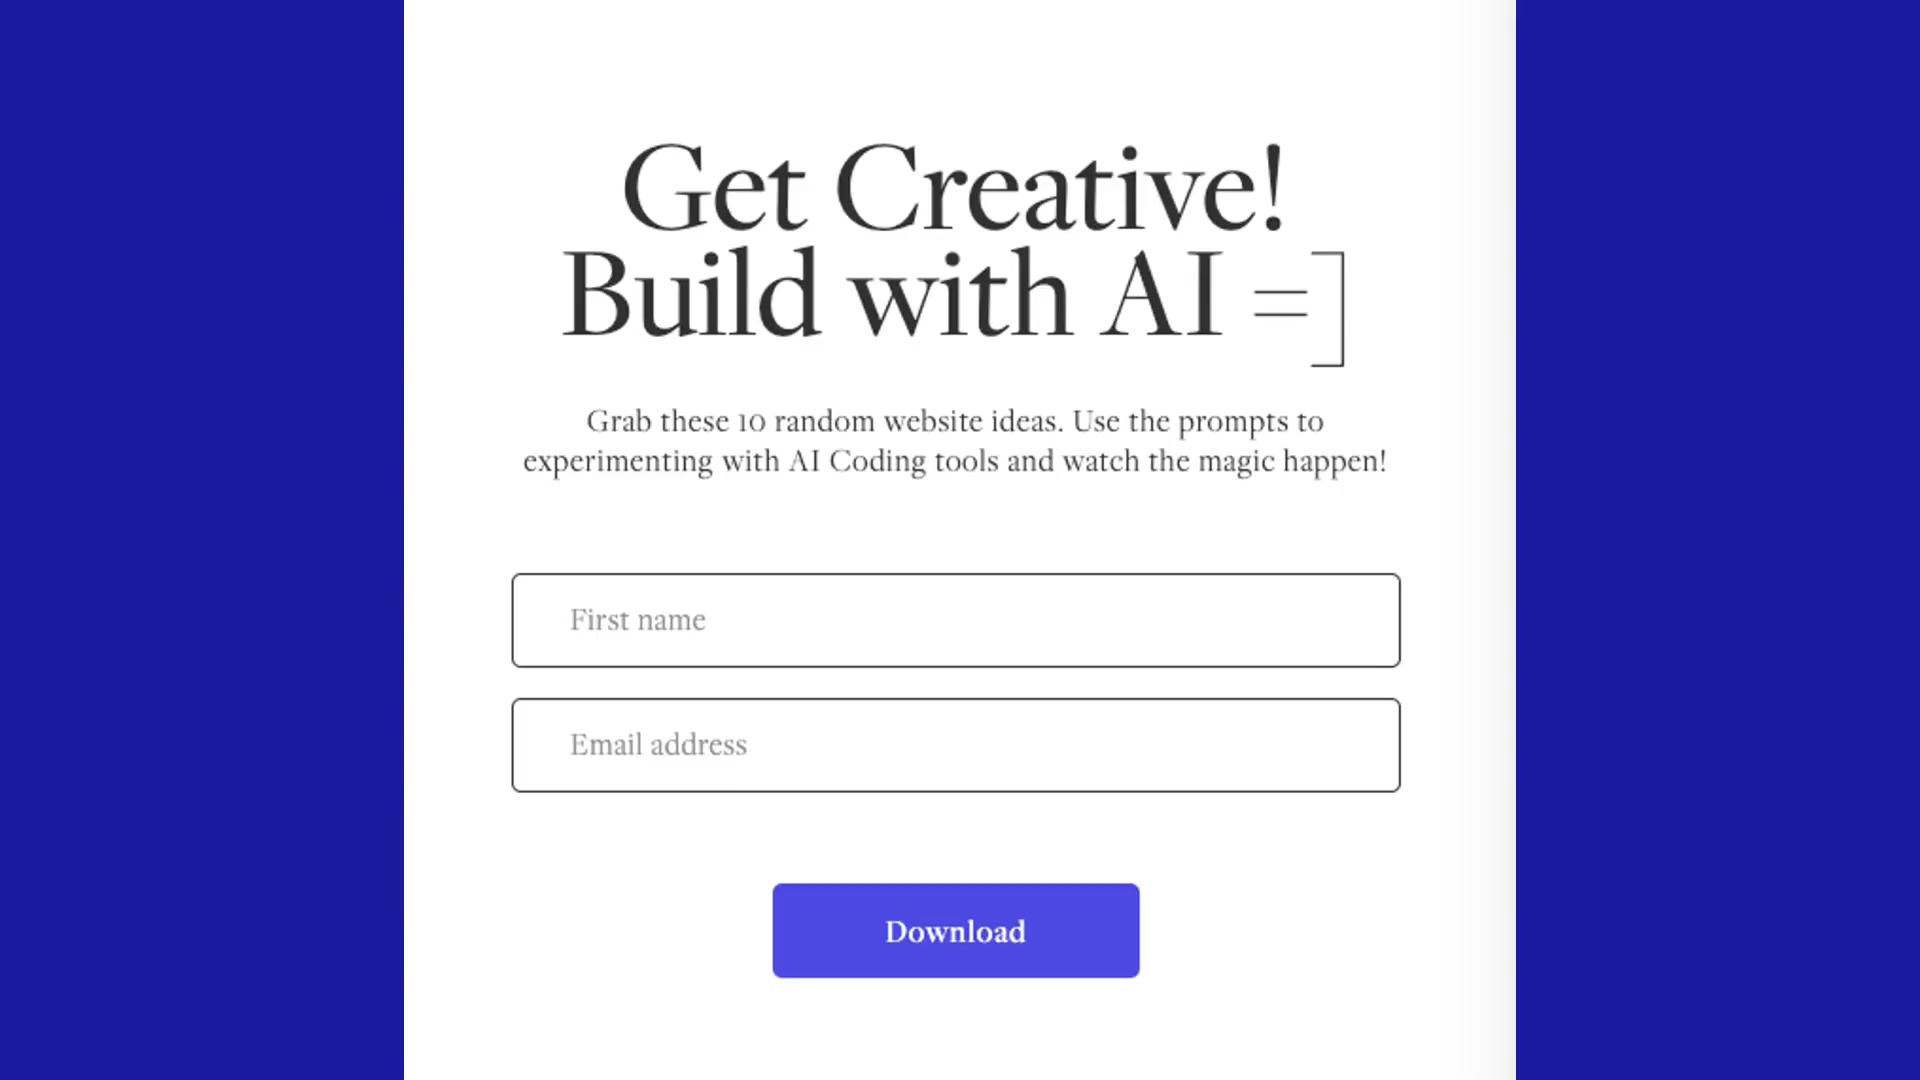 Get Creative!
Build with AI =]
Grab these 10 random website ideas. Use the prompts to
experimenting with AI Coding tools and watch the magic happen!
First name
Email address
Download